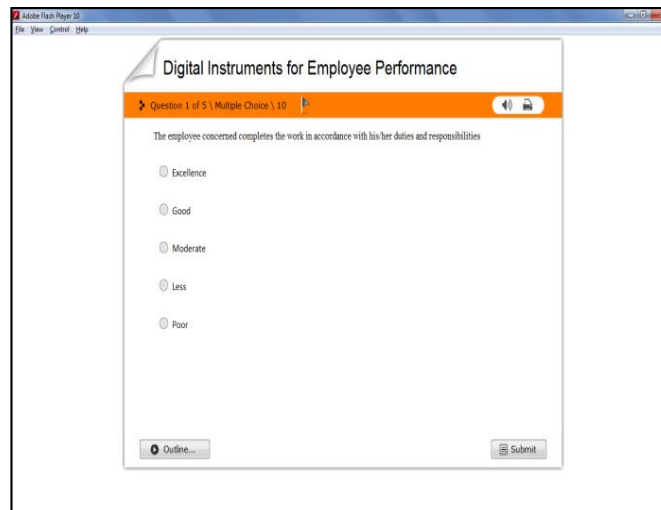 Adobe Flash Player 10
File View Control Help
Digital Instruments for Employee Performance
Question 1 of 5 \ Multiple Choice \ 10
The employee concerned completes the work in accordance with his/her duties and responsibilities
Excellence
Good
Moderate
Less
Poor
Outline...
Submit